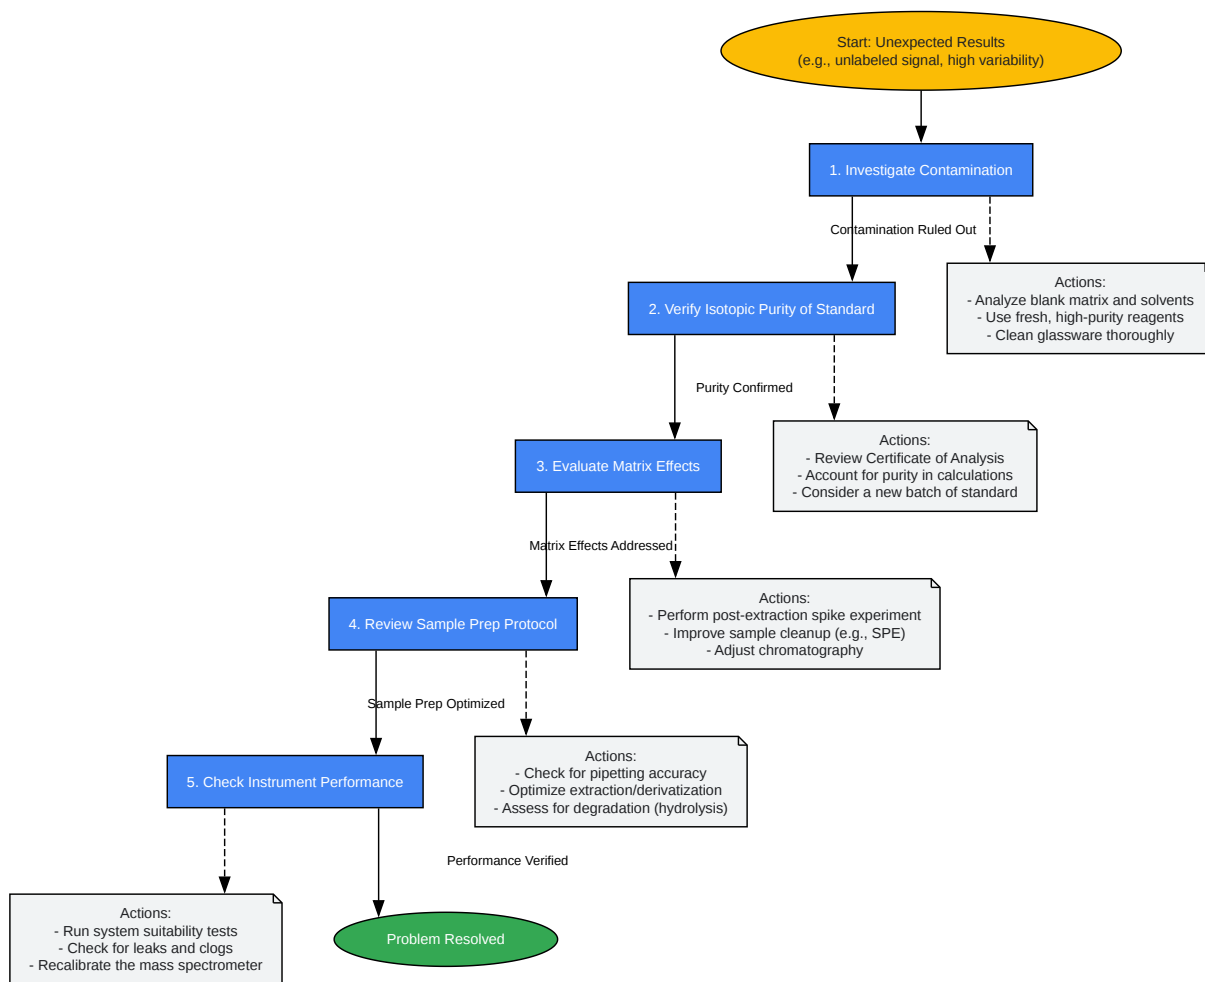 Start: Unexpected Results
(e.g., unlabeled signal, high variability)
1. Investigate Contamination
Contamination Ruled Out
Actions:
- Analyze blank matrix and solvents
- Use fresh, high-purity reagents
- Clean glassware thoroughly
2. Verify Isotopic Purity of Standard
Purity Confirmed
Actions:
- Review Certificate of Analysis
- Account for purity in calculations
- Consider a new batch of standard
3. Evaluate Matrix Effects
Matrix Effects Addressed
Actions:
- Perform post-extraction spike experiment
- Improve sample cleanup (e.g., SPE)
- Adjust chromatography
4. Review Sample Prep Protocol
Sample Prep Optimized
Actions:
- Check for pipetting accuracy
- Optimize extraction/derivatization
- Assess for degradation (hydrolysis)
5. Check Instrument Performance
Performance Verified
Actions:
- Run system suitability tests
- Check for leaks and clogs
- Recalibrate the mass spectrometer
Problem Resolved